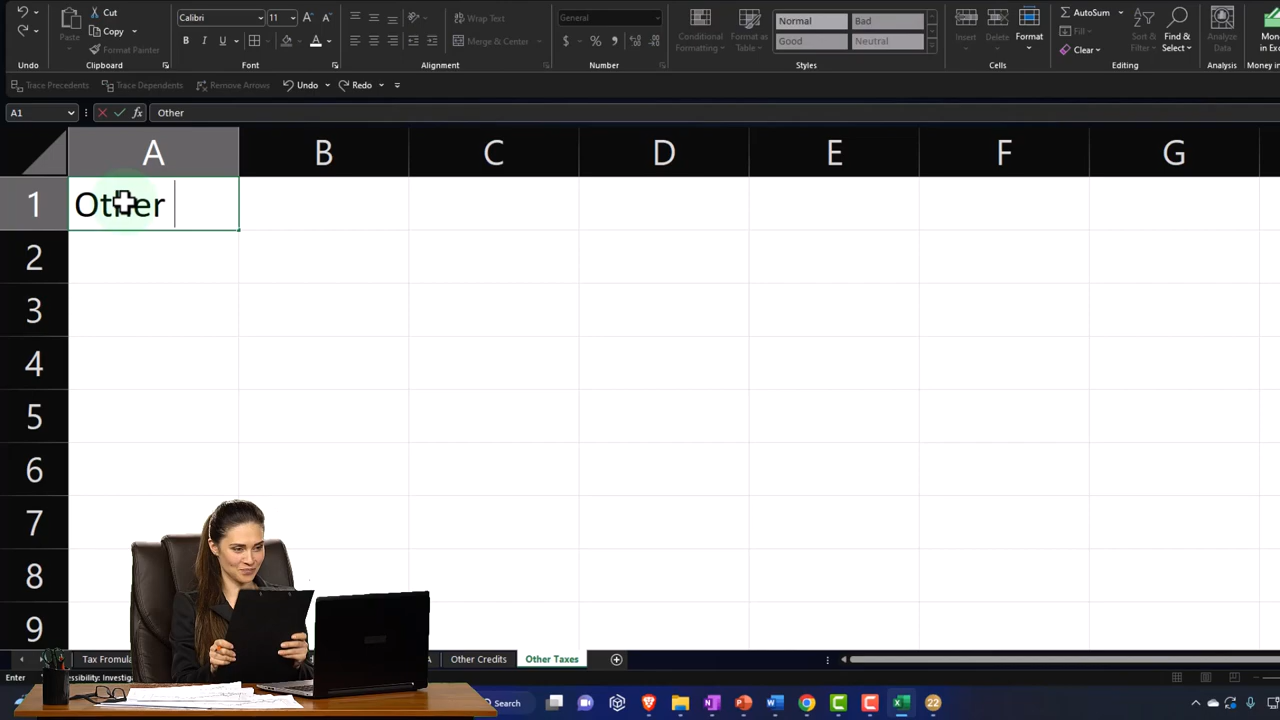 Cut
Calibri
11
Wrap Text
General
Normal
Bad
AutoSum
Paste
Copy
Format Painter
Merge & Center
Conditional
Formatting
Format as
Table
Good
Neutral
Insert
Delete
Format
Fill
Clear
Sort &
Filter
Find &
Select
Analyze
Data
Undo
Clipboard
Font
Alignment
Number
Styles
Cells
Editing
Analysis
Trace Precedents
Trace Dependents
Remove Arrows
Undo
Redo
A1
fx
Other
A B C D E F G
1 Other
2
3
4
5
6
7
8
9
Tax Formula
Other Credits
Other Taxes
Enter
Search
22